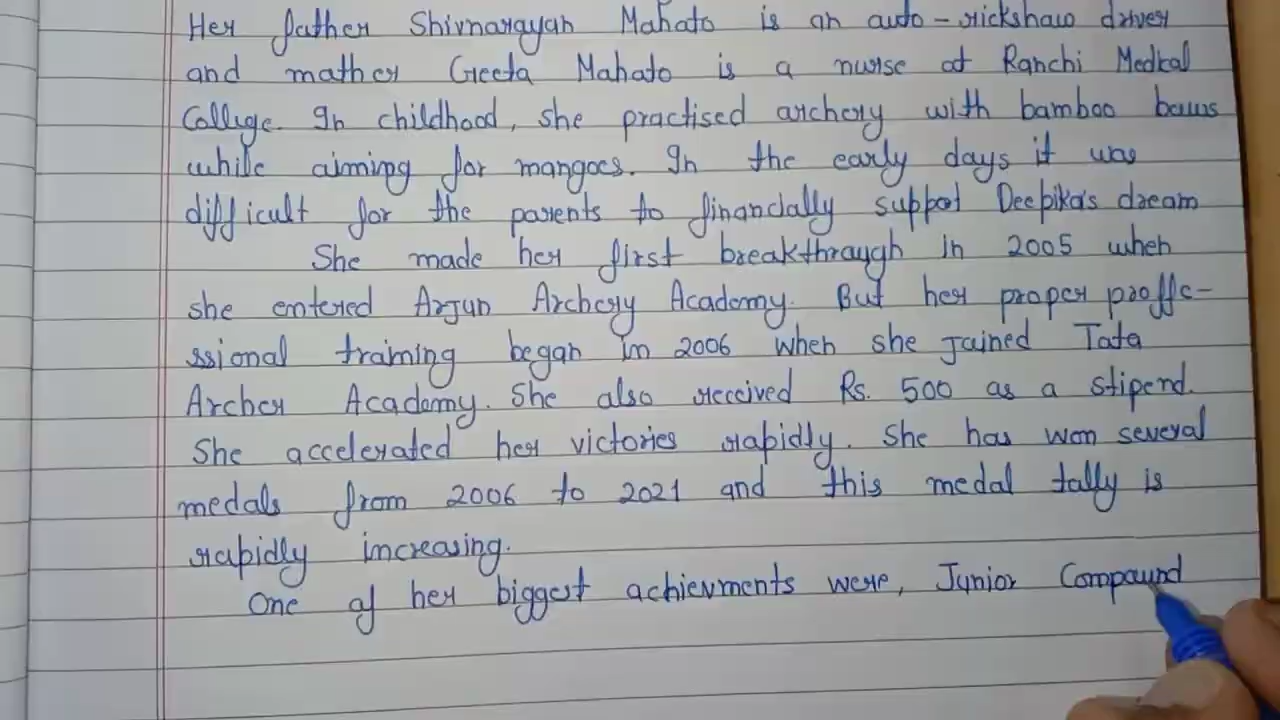 Her father Shivnarayan Mahato is an auto-rickshaw driver
and mather Geeta Mahato is a nurse at Ranchi Medical
College. In childhood, she practised archery with bamboo bows
while aiming for mangoes. In the early days it was
difficult for the parents to financially support Deepika's dream
She made her first breakthraugh in 2005 when
she entered Arjun Archery Academy. But her proper proffe-
ssional training began in 2006 when she jained Tata
Archer Academy. She also received Rs. 500 as a stipend.
She accelerated her victories rapidly. She has won several
medals from 2006 to 2021 and this medal tally is
rapidly increasing.
One of her biggest achievments were, Junior Compaund